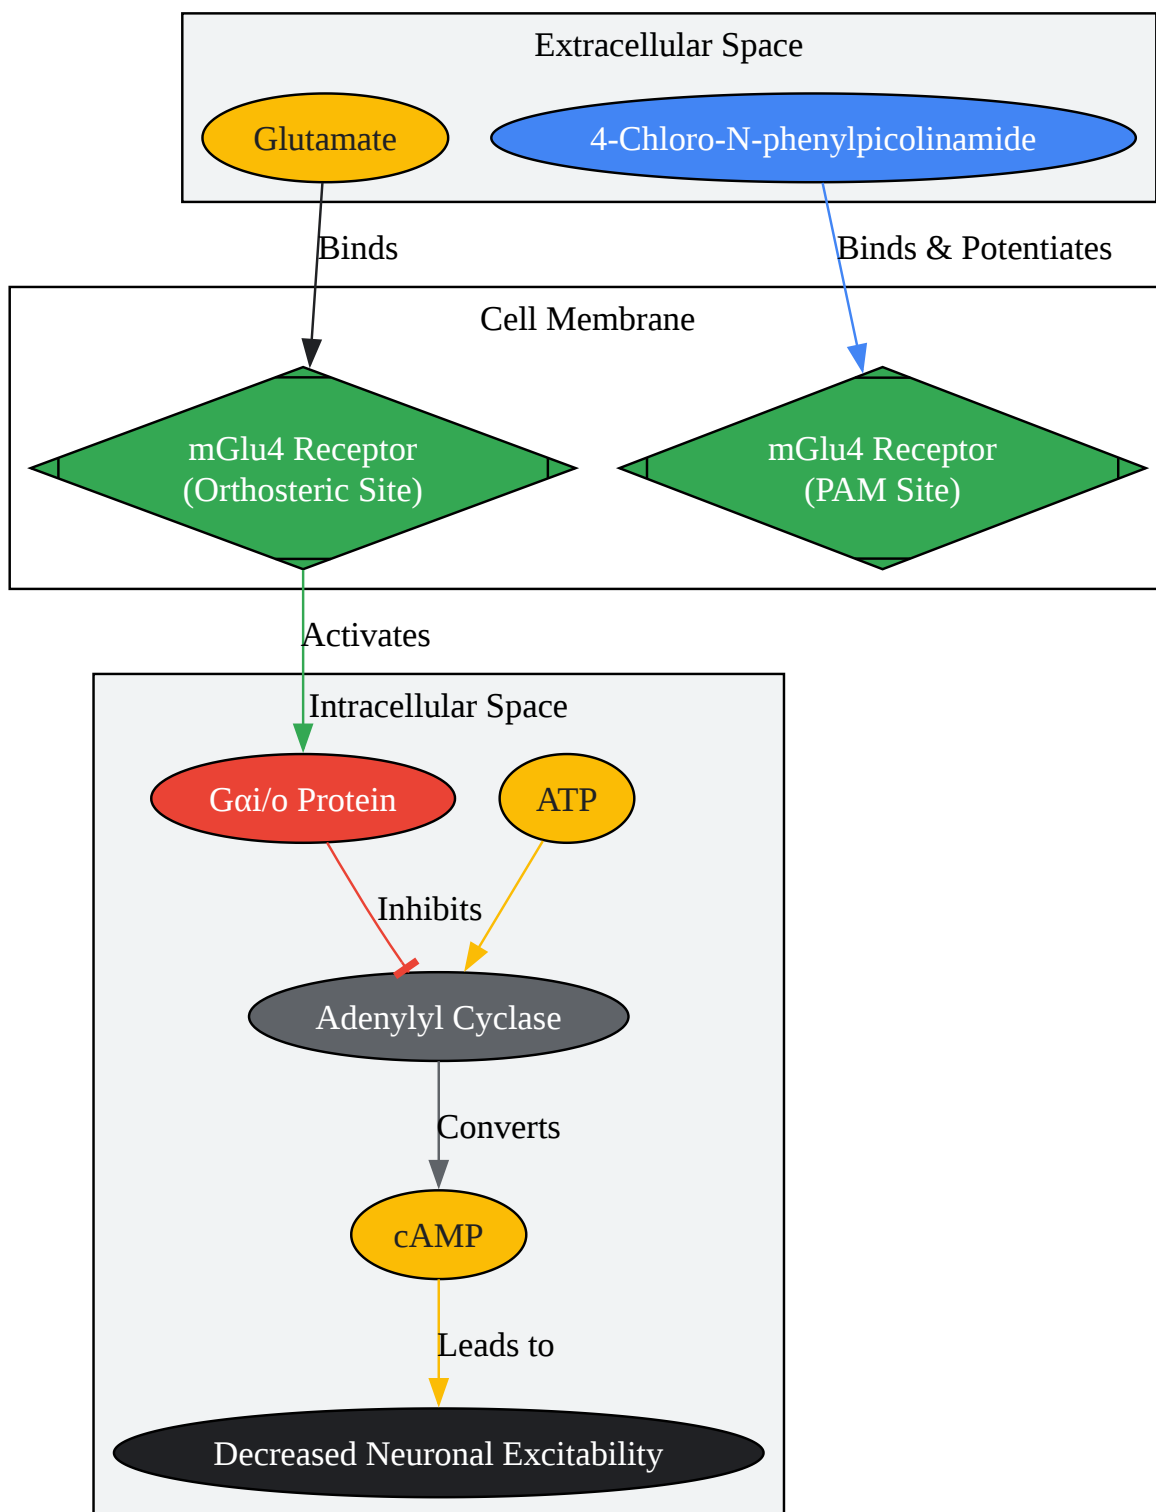 Extracellular Space
Glutamate
4-Chloro-N-phenylpicolinamide
Binds
Binds & Potentiates
Cell Membrane
mGlu4 Receptor
(Orthosteric Site)
mGlu4 Receptor
(PAM Site)
Activates
Intracellular Space
Gαi/o Protein
ATP
Inhibits
Adenylyl Cyclase
Converts
cAMP
Leads to
Decreased Neuronal Excitability